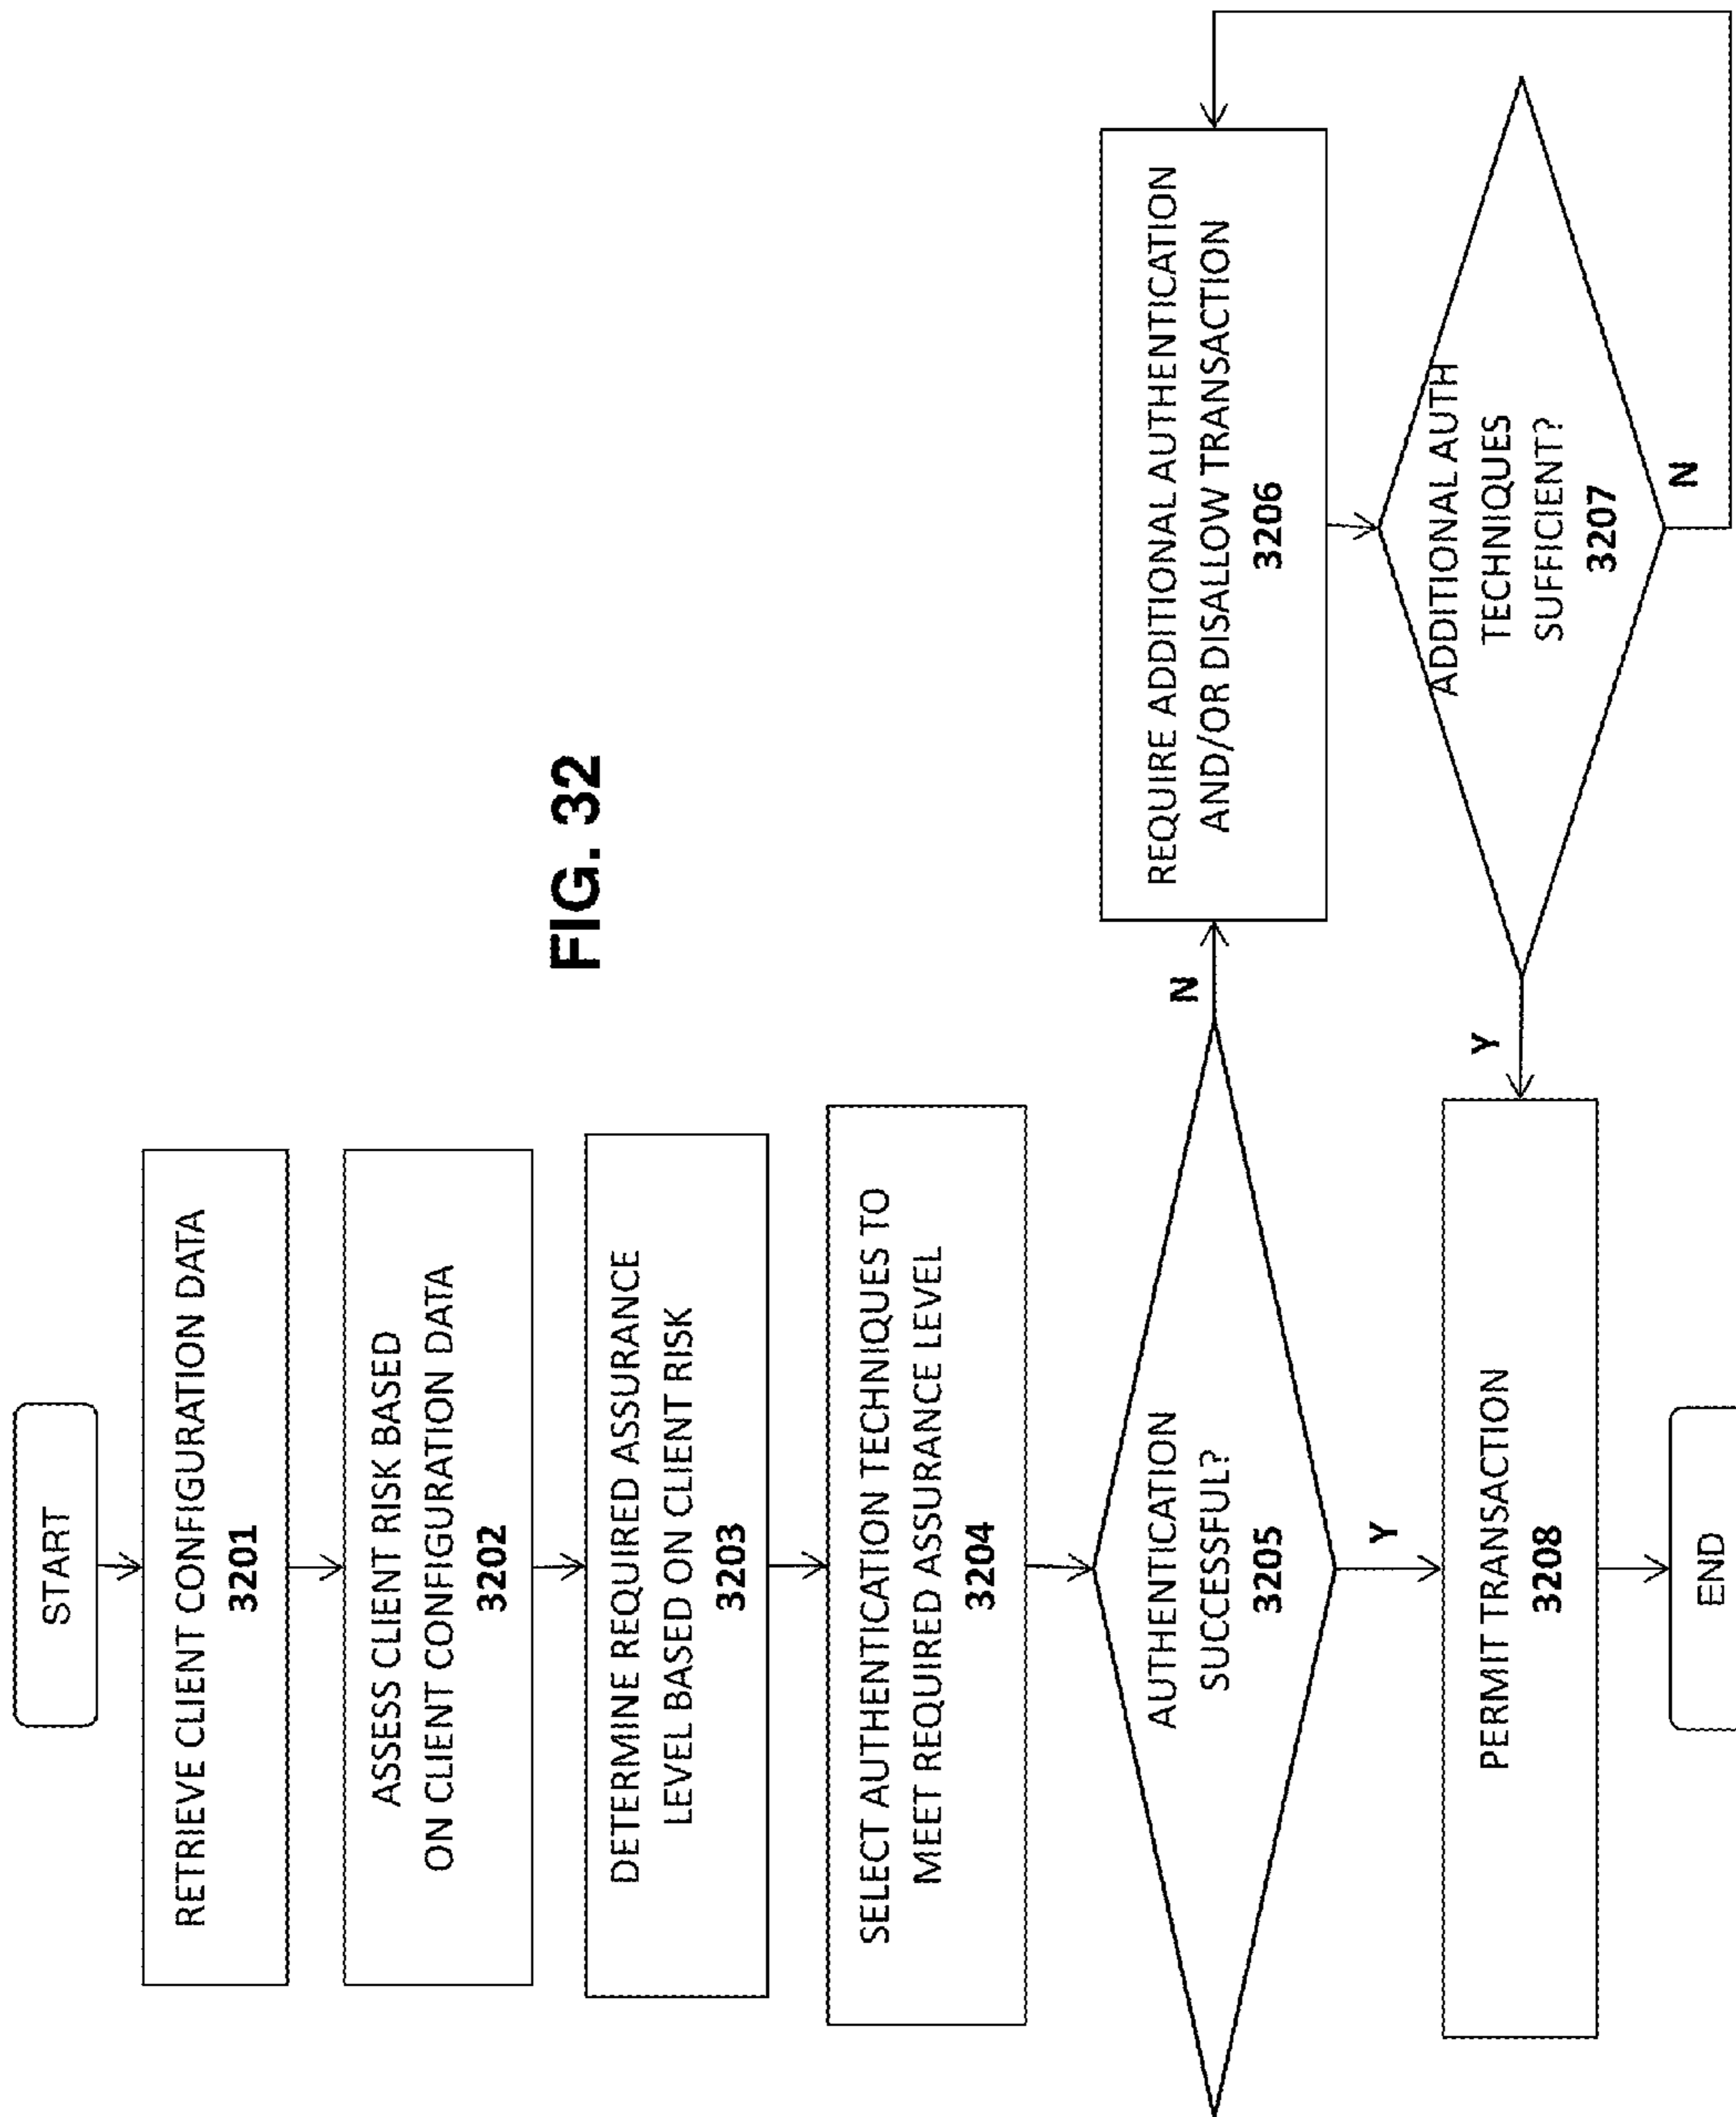 START
RETRIEVE CLIENT CONFIGURATION DATA
3201
ASSESS CLIENT RISK BASED
ON CLIENT CONFIGURATION DATA
3202
DETERMINE REQUIRED ASSURANCE
LEVEL BASED ON CLIENT RISK
3203
SELECT AUTHENTICATION TECHNIQUES TO
MEET REQUIRED ASSURANCE LEVEL
3204
AUTHENTICATION
SUCCESSFUL?
3205
N
Y
REQUIRE ADDITIONAL AUTHENTICATION
AND/OR DISALLOW TRANSACTION
3206
ADDITIONAL AUTH
TECHNIQUES
SUFFICIENT?
3207
N
Y
PERMIT TRANSACTION
3208
END
FIG. 32